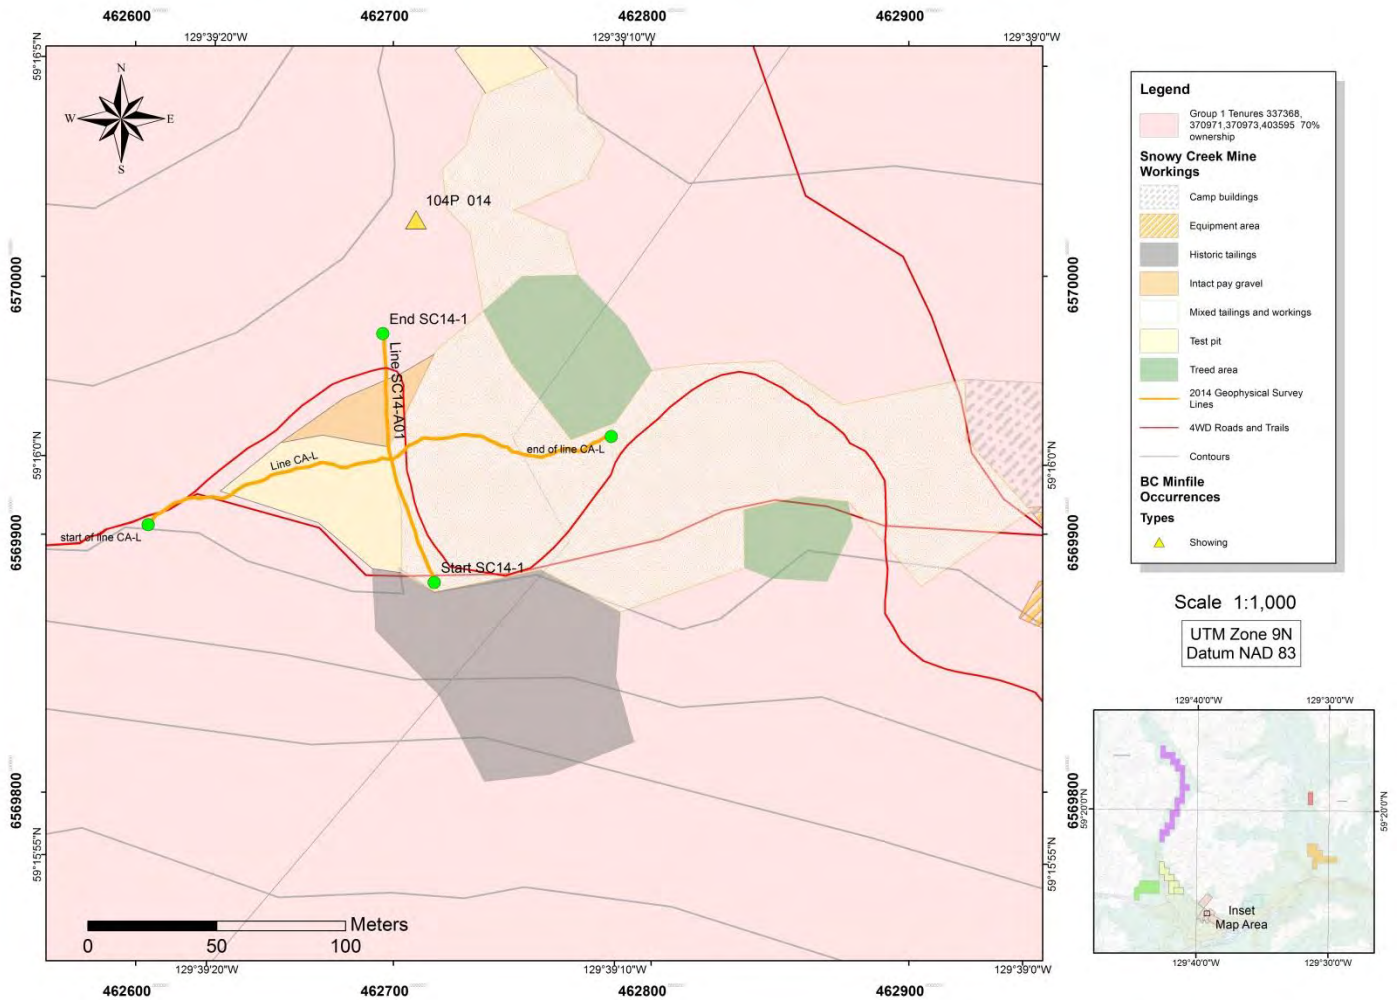 462600
462700
462800
462900
129°39'20"W
129°39'10"W
129°39'0"W
59°16'5"N
N
W
E
S
104P 014
6570000
6570000
End SC14-1
Line SC14-A01
Line CA-L
end of line CA-L
59°16'0"N
59°16'0"N
start of line CA-L
6569900
6569900
Start SC14-1
6569800
6569800
59°15'55"N
59°15'55"N
Meters
0
50
100
129°39'20"W
129°39'10"W
129°39'0"W
462600
462700
462800
462900
Legend
Group 1 Tenures 337368,
370971,370973,403595 70%
ownership
Snowy Creek Mine
Workings
Camp buildings
Equipment area
Historic tailings
Intact pay gravel
Mixed tailings and workings
Test pit
Treed area
2014 Geophysical Survey
Lines
4WD Roads and Trails
Contours
BC Minfile
Occurrences
Types
Showing
Scale 1:1,000
UTM Zone 9N
Datum NAD 83
129°40'0"W
129°30'0"W
59°20'0"N
59°20'0"N
Inset
Map Area
129°40'0"W
129°30'0"W